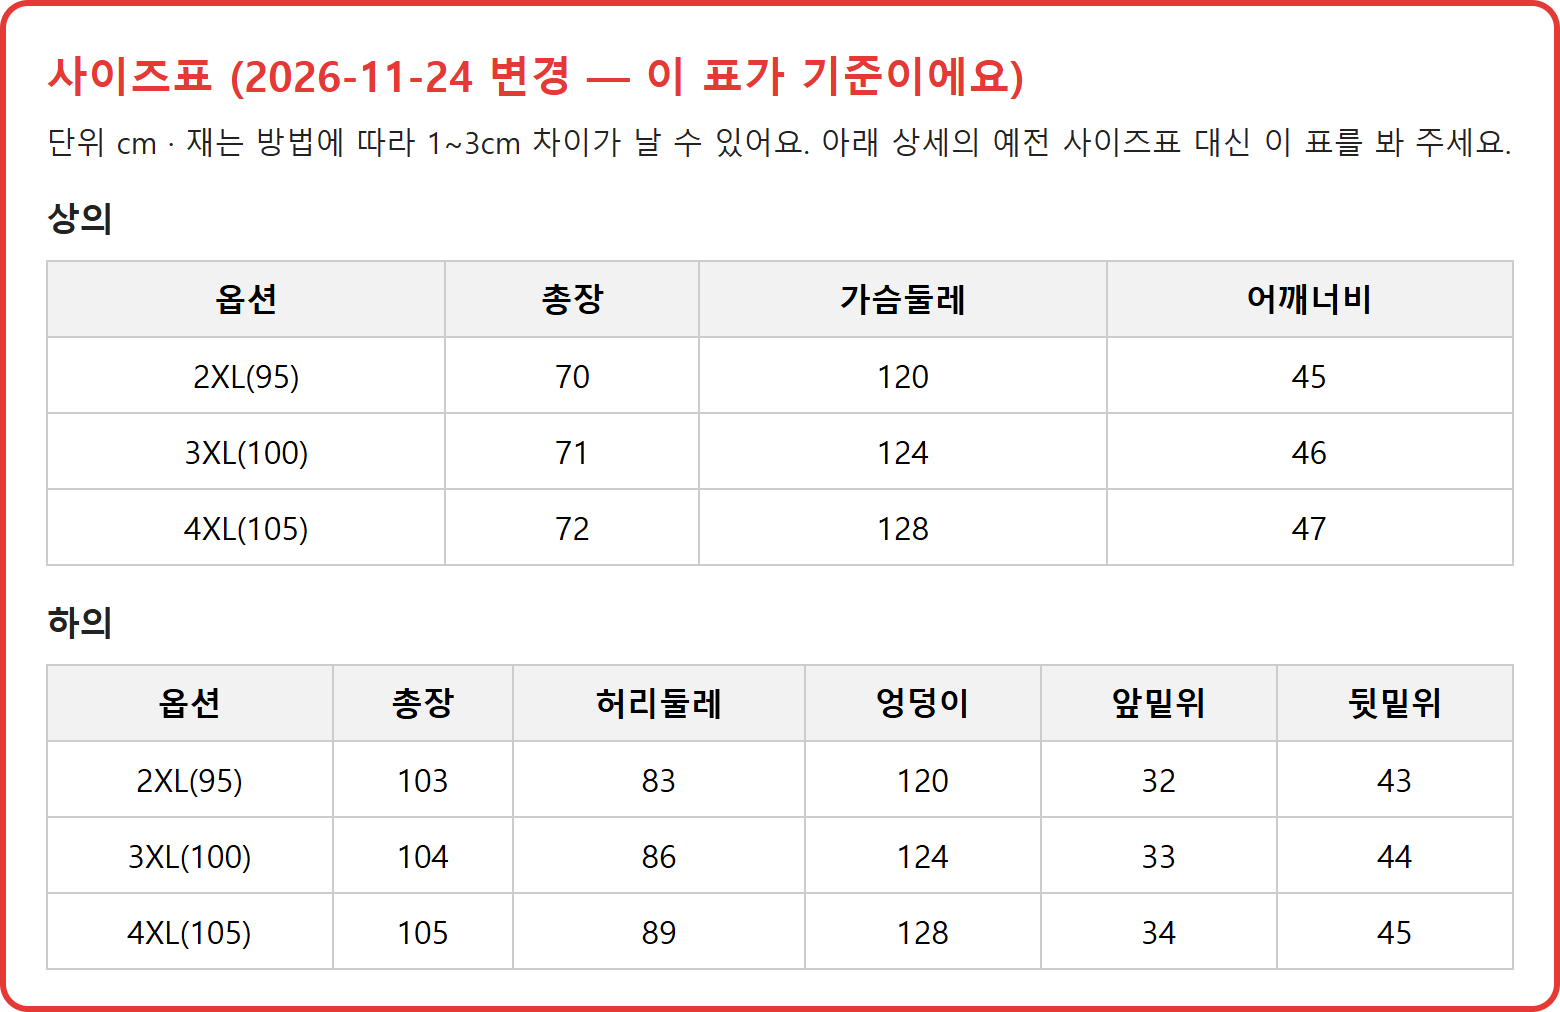 사이즈표 (2026-11-24 변경 — 이 표가 기준이에요)
단위 cm · 재는 방법에 따라 1~3cm 차이가 날 수 있어요. 아래 상세의 예전 사이즈표 대신 이 표를 봐 주세요.
상의
옵션 총장 가슴둘레 어깨너비
2XL(95) 70 120 45
3XL(100) 71 124 46
4XL(105) 72 128 47
하의
옵션 총장 허리둘레 엉덩이 앞밑위 뒷밑위
2XL(95) 103 83 120 32 43
3XL(100) 104 86 124 33 44
4XL(105) 105 89 128 34 45